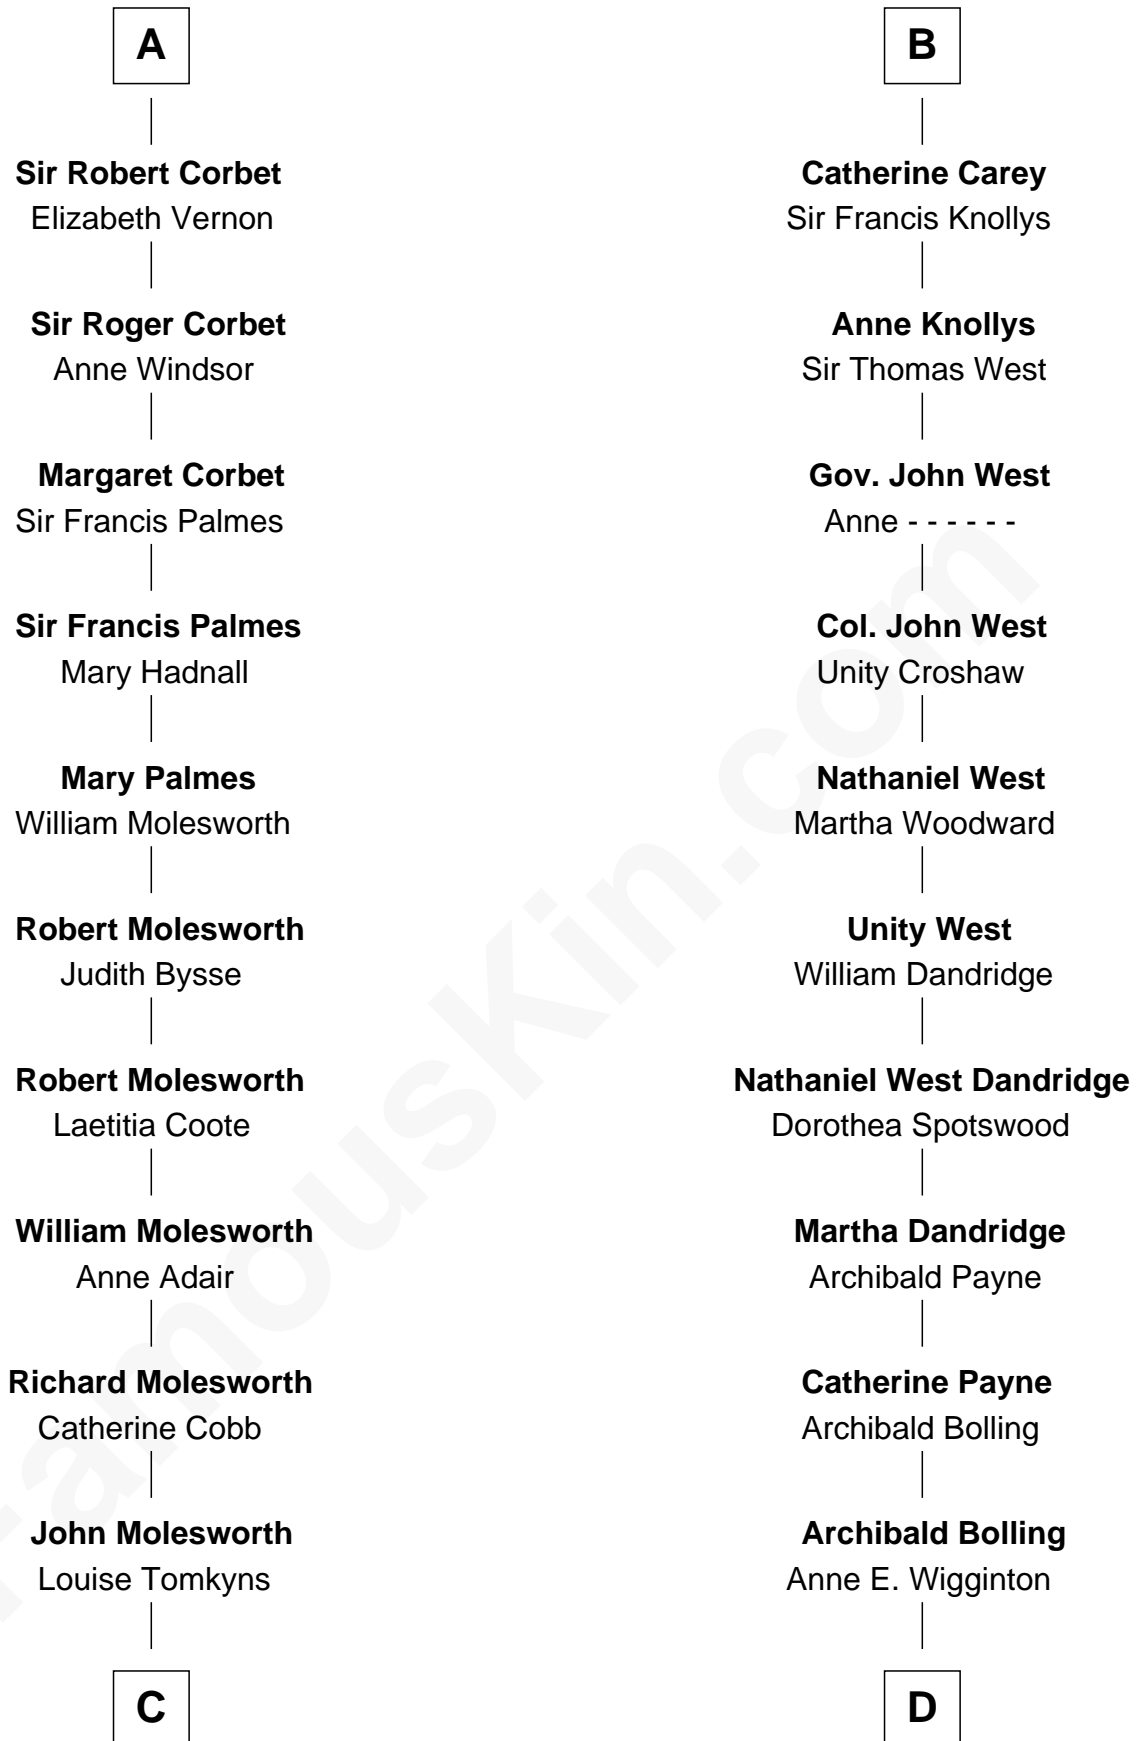 A
Sir Robert Corbet
Elizabeth Vernon
Sir Roger Corbet
Anne Windsor
Margaret Corbet
Sir Francis Palmes
Sir Francis Palmes
Mary Hadnall
Mary Palmes
William Molesworth
Robert Molesworth
Judith Bysse
Robert Molesworth
Laetitia Coote
William Molesworth
Anne Adair
Richard Molesworth
Catherine Cobb
John Molesworth
Louise Tomkyns
C
B
Catherine Carey
Sir Francis Knollys
Anne Knollys
Sir Thomas West
Gov. John West
Anne - - - - - -
Col. John West
Unity Croshaw
Nathaniel West
Martha Woodward
Unity West
William Dandridge
Nathaniel West Dandridge
Dorothea Spotswood
Martha Dandridge
Archibald Payne
Catherine Payne
Archibald Bolling
Archibald Bolling
Anne E. Wigginton
D
FamousKin.com